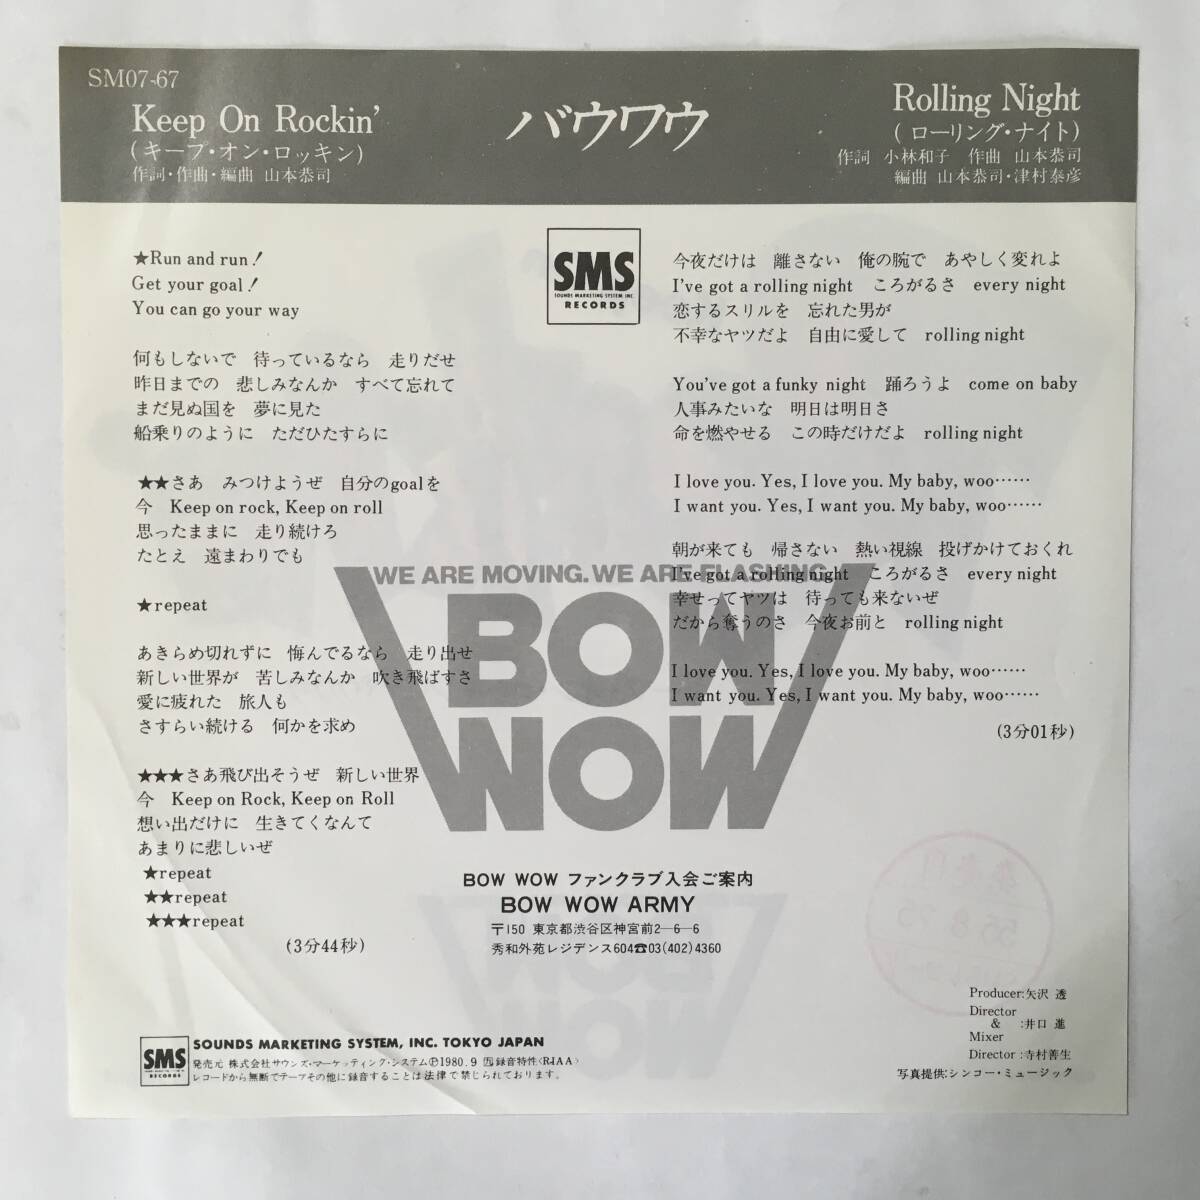 SM07-67
Keep On Rockin'
(キープ・オン・ロッキン)
作詞・作曲・編曲 山本恭司
バウワウ
Rolling Night
(ローリング・ナイト)
作詞 小林和子 作曲 山本恭司
編曲 山本恭司・津村泰彦
★Run and run!
Get your goal!
You can go your way
何もしないで 待っているなら 走りだせ
昨日までの 悲しみなんか すべて忘れて
まだ見ぬ国を 夢に見た
船乗りのように ただひたすらに
★★さあ みつけようぜ 自分のgoalを
今 Keep on rock, Keep on roll
思ったままに 走り続けろ
たとえ 遠まわりでも
★repeat
あきらめ切れずに 悔んでるなら 走り出せ
新しい世界が 苦しみなんか 吹き飛ばすさ
愛に疲れた 旅人も
さすらい続ける 何かを求め
★★★さあ飛び出そうぜ 新しい世界
今 Keep on Rock, Keep on Roll
想い出だけに 生きてくなんて
あまりに悲しいぜ
★repeat
★★repeat
★★★repeat
(3分44秒)
SMS
SOUNDS MARKETING SYSTEM INC.
RECORDS
今夜だけは 離さない 俺の腕で あやしく変れよ
I've got a rolling night ころがるさ every night
恋するスリルを 忘れた男が
不幸なヤツだよ 自由に愛して rolling night
You've got a funky night 踊ろうよ come on baby
人事みたいな 明日は明日さ
命を燃やせる この時だけだよ rolling night
I love you. Yes, I love you. My baby, woo……
I want you. Yes, I want you. My baby, woo……
朝が来ても 帰さない 熱い視線 投げかけておくれ
I've got a rolling night ころがるさ every night
幸せってヤツは 待っても来ないぜ
だから奪うのさ 今夜お前と rolling night
I love you. Yes, I love you. My baby, woo……
I want you. Yes, I want you. My baby, woo……
(3分01秒)
WE ARE MOVING. WE ARE FLASHING.
BOW
WOW
BOW WOW ファンクラブ入会ご案内
BOW WOW ARMY
〒150 東京都渋谷区神宮前2-6-6
秀和外苑レジデンス604☎03(402)4360
Producer:矢沢 透
Director
& :井口 進
Mixer
Director:寺村善生
写真提供:シンコー・ミュージック
SMS
RECORDS
SOUNDS MARKETING SYSTEM, INC. TOKYO JAPAN
発売元 株式会社サウンズ・マーケッティング・システム Ⓟ1980.9 録音特性〈RIAA〉
レコードから無断でテープその他に録音することは法律で禁じられております。